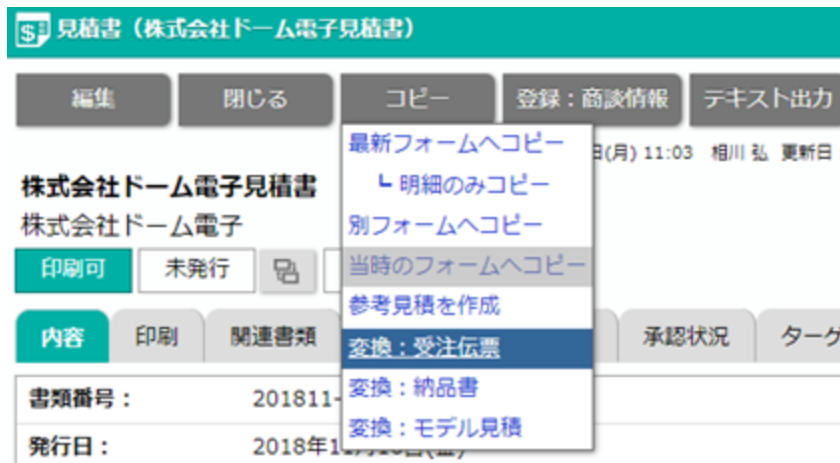 見積書（株式会社ドーム電子見積書）
編集 閉じる コピー 登録：商談情報 テキスト出力
最新フォームへコピー
(月) 11:03 相川 弘 更新日
┗ 明細のみコピー
株式会社ドーム電子見積書
別フォームへコピー
株式会社ドーム電子
当時のフォームへコピー
印刷可 未発行
参考見積を作成
内容 印刷 関連書類 変換：受注伝票 承認状況 ターゲ
変換：納品書
書類番号： 201811-
変換：モデル見積
発行日： 2018年1